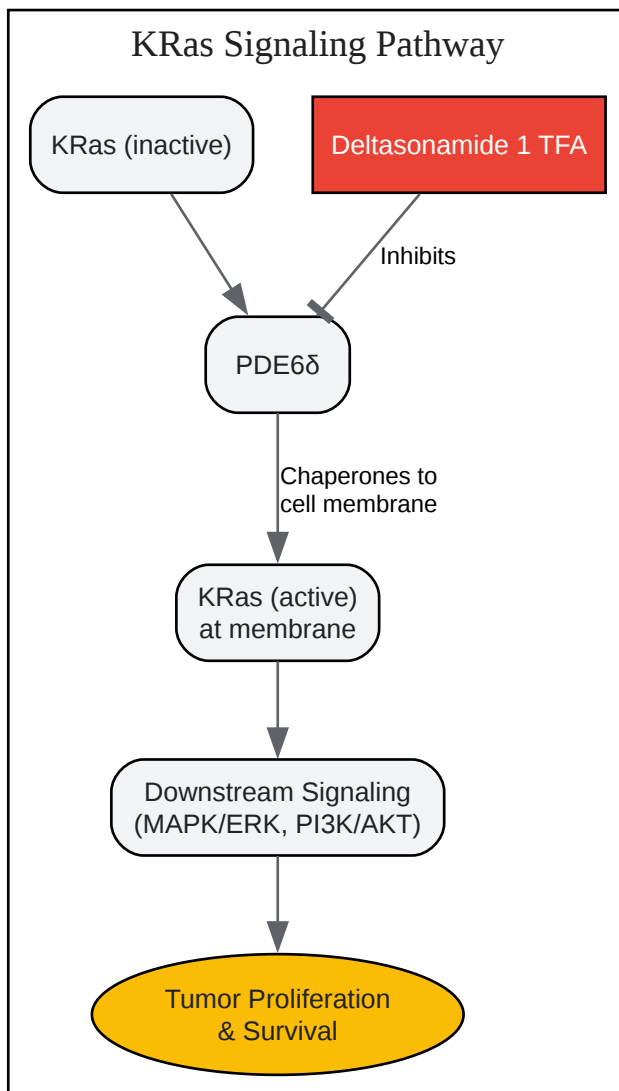 KRas Signaling Pathway
KRas (inactive)
Deltasonamide 1 TFA
Inhibits
PDE6δ
Chaperones to
cell membrane
KRas (active)
at membrane
Downstream Signaling
(MAPK/ERK, PI3K/AKT)
Tumor Proliferation
& Survival